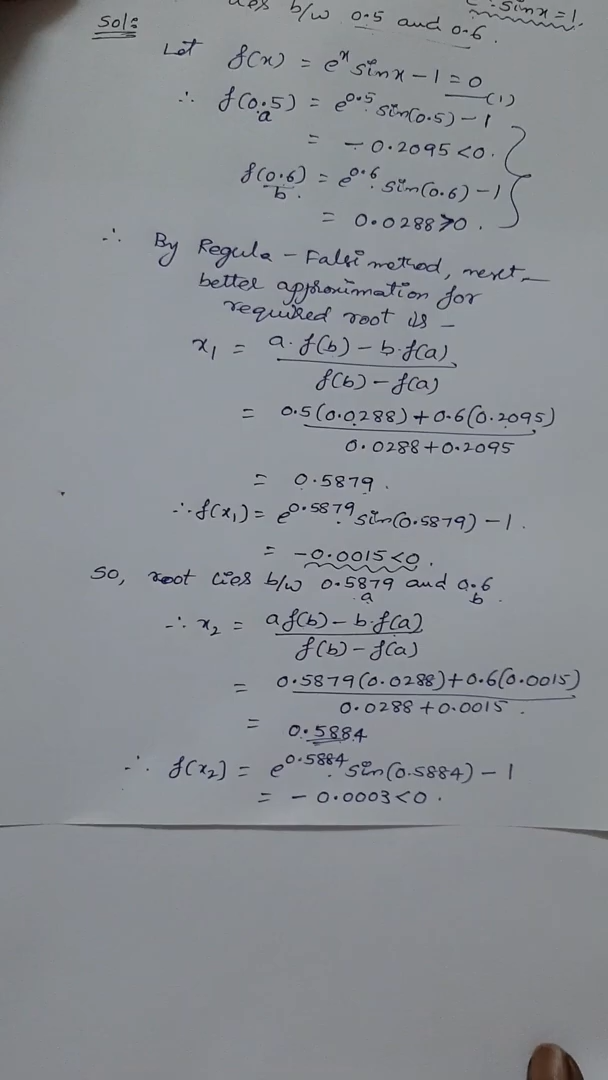 sinx = 1.
b/w 0.5 and 0.6.
Sol:
Let f(x) = e^x sinx - 1 = 0 —(1)
∴ f(0.5) = e^0.5 sin(0.5) - 1
a
= - 0.2095 < 0.
f(0.6) = e^0.6 sin(0.6) - 1
b.
= 0.0288 > 0.
∴ By Regula - Falsi method, next
better approximation for
required root is -
x₁ = a. f(b) - b. f(a)
f(b) - f(a)
= 0.5(0.0288) + 0.6(0.2095)
0.0288 + 0.2095
= 0.5879.
∴ f(x₁) = e^0.5879 sin(0.5879) - 1.
= - 0.0015 < 0.
So, root lies b/w 0.5879 and 0.6
a b.
∴ x₂ = af(b) - b.f(a)
f(b) - f(a)
= 0.5879(0.0288) + 0.6(0.0015)
0.0288 + 0.0015.
= 0.5884
∴ f(x₂) = e^0.5884 sin(0.5884) - 1
= - 0.0003 < 0.